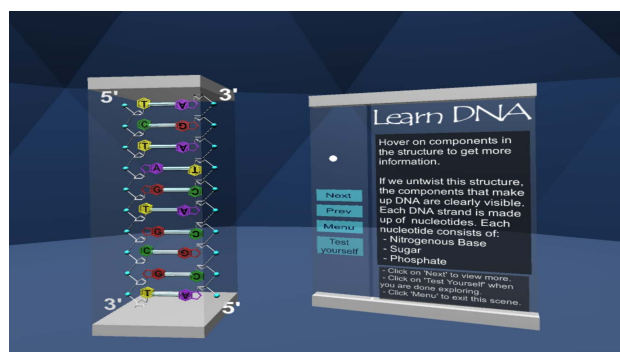 5' 3'
T A
C G
T A
A T
G C
T A
G C
C G
G C
T A
3' 5'
Learn DNA
Hover on components in
the structure to get more
information.
If we untwist this structure,
the components that make
up DNA are clearly visible.
Each DNA strand is made
up of nucleotides. Each
nucleotide consists of:
- Nitrogenous Base
- Sugar
- Phosphate
- Click on 'Next' to view more.
- Click on 'Test Yourself' when
you are done exploring.
- Click 'Menu' to exit this scene.
Next
Prev
Menu
Test
yourself